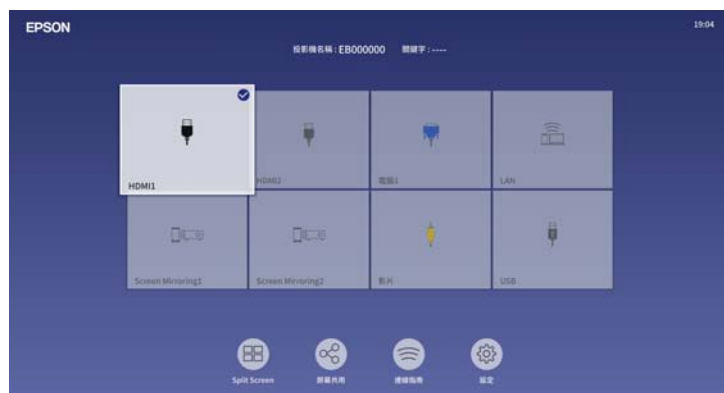 EPSON
19:04
投影機名稱 : EB000000 關鍵字 : ----
HDMI1
HDMI2
電腦1
LAN
Screen Mirroring1
Screen Mirroring2
影片
USB
Split Screen
屏幕共用
連線指南
設定